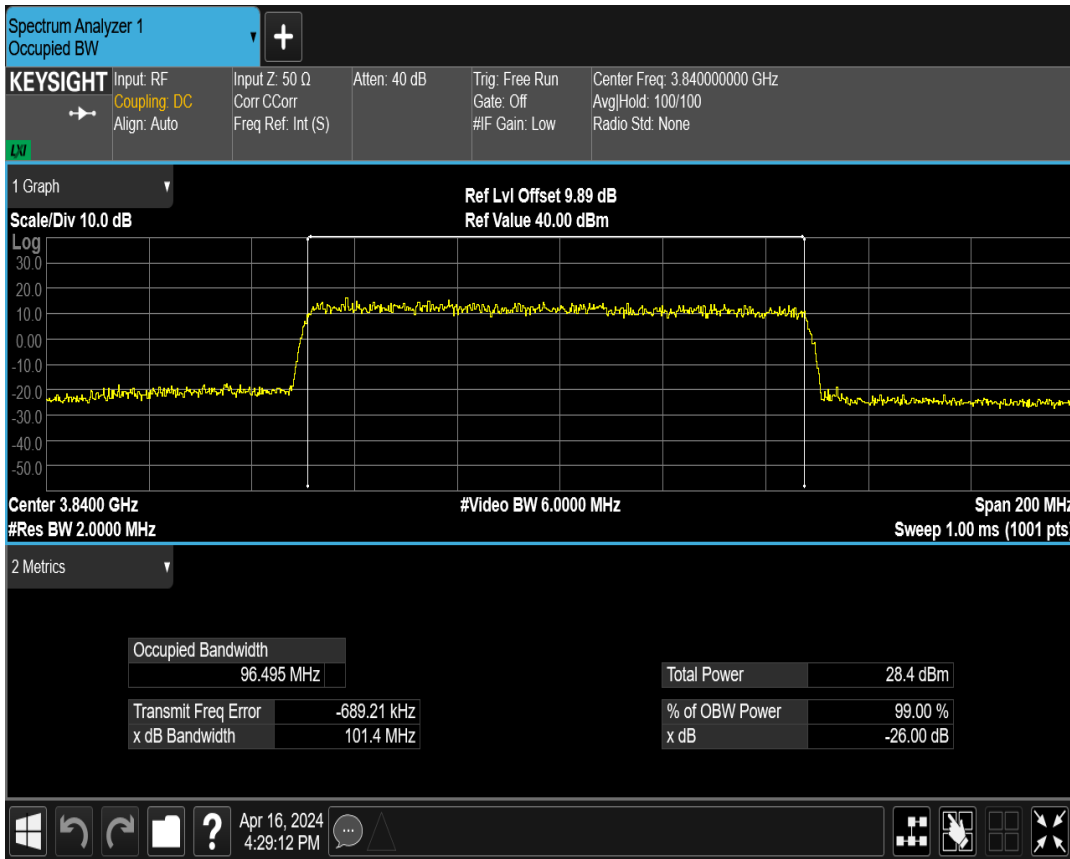 Spectrum Analyzer 1
Occupied BW
+
KEYSIGHT
LXI
Input: RF
Coupling: DC
Align: Auto
Input Z: 50 Ω
Corr CCorr
Freq Ref: Int (S)
Atten: 40 dB
Trig: Free Run
Gate: Off
#IF Gain: Low
Center Freq: 3.840000000 GHz
Avg|Hold: 100/100
Radio Std: None
1 Graph
Scale/Div 10.0 dB
Ref Lvl Offset 9.89 dB
Ref Value 40.00 dBm
Log
30.0
20.0
10.0
0.00
-10.0
-20.0
-30.0
-40.0
-50.0
Center 3.8400 GHz
#Video BW 6.0000 MHz
Span 200 MHz
#Res BW 2.0000 MHz
Sweep 1.00 ms (1001 pts)
2 Metrics
Occupied Bandwidth
96.495 MHz
Total Power 28.4 dBm
Transmit Freq Error -689.21 kHz
% of OBW Power 99.00 %
x dB Bandwidth 101.4 MHz
x dB -26.00 dB
?
Apr 16, 2024
4:29:12 PM